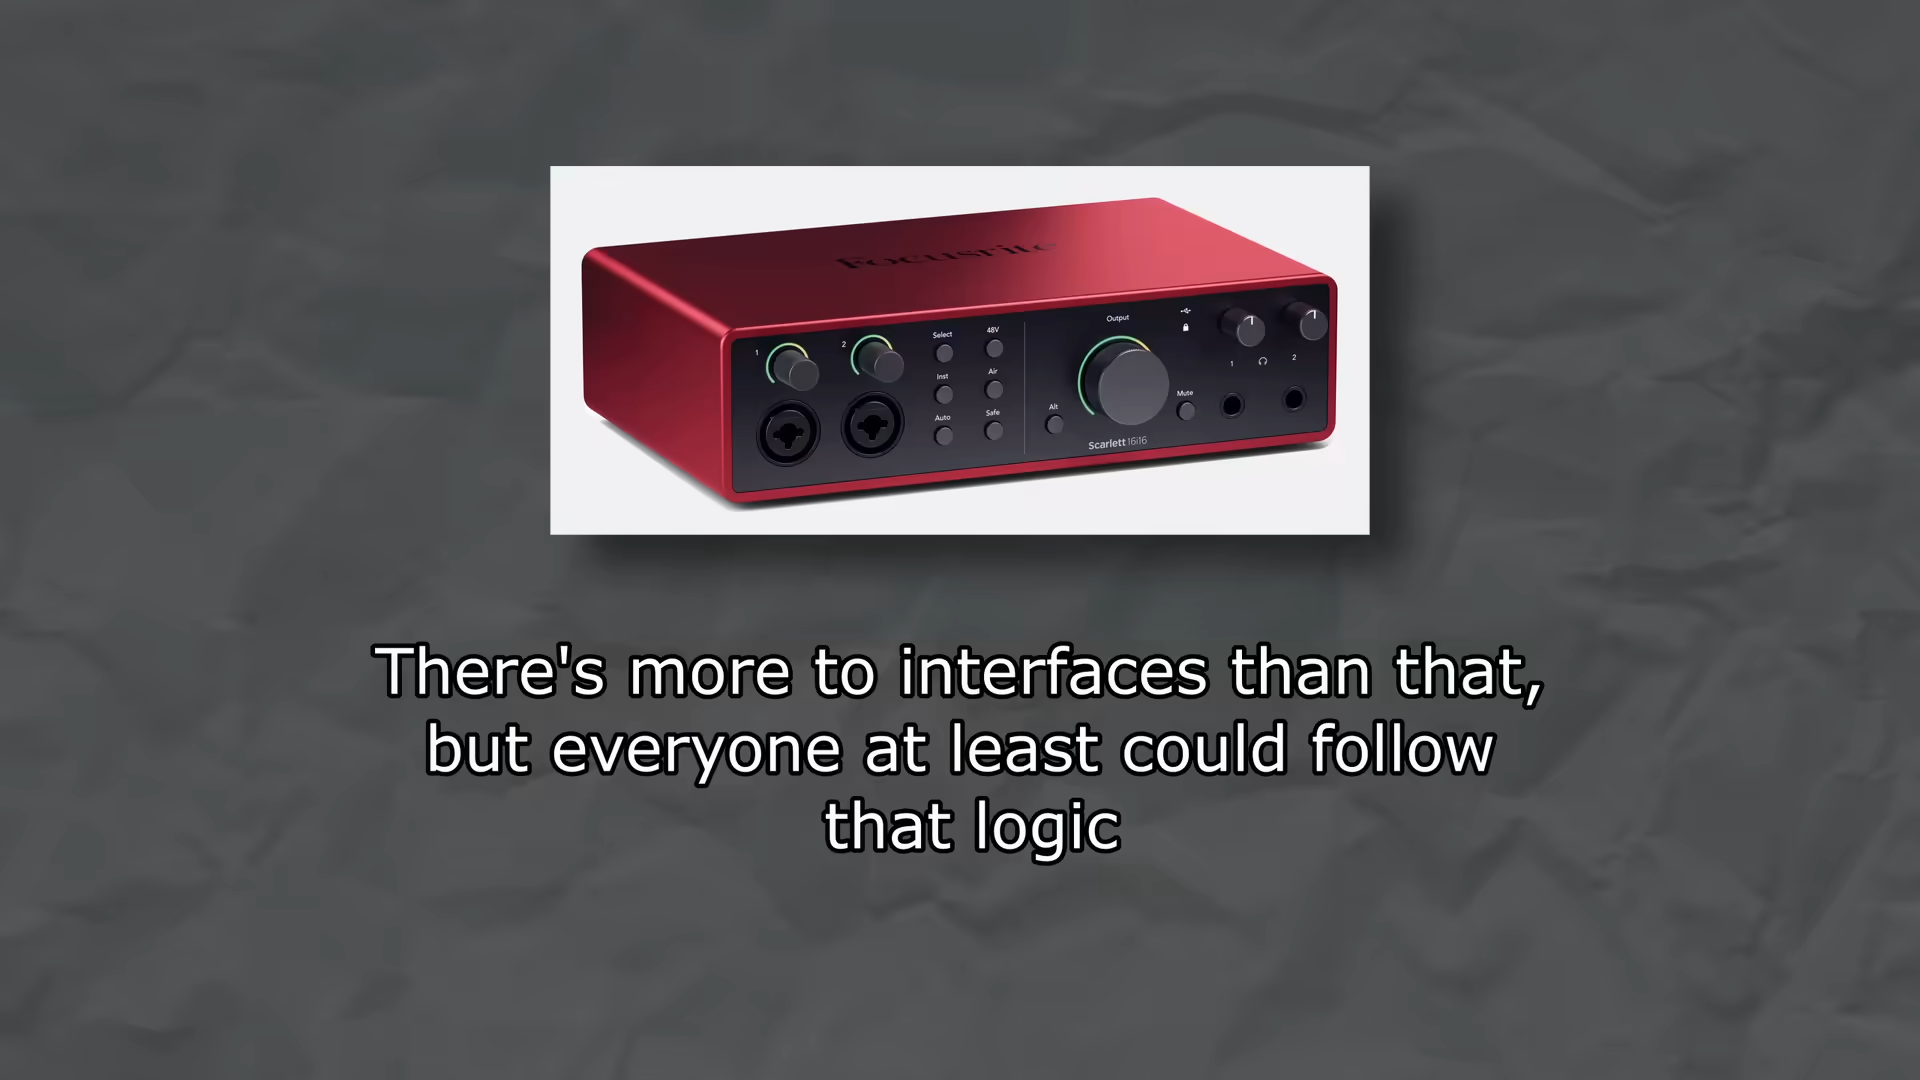 Focusrite
1
2
Select
48V
Inst
Air
Auto
Safe
Output
Alt
Mute
1
2
Scarlett 16i16
There's more to interfaces than that,
but everyone at least could follow
that logic